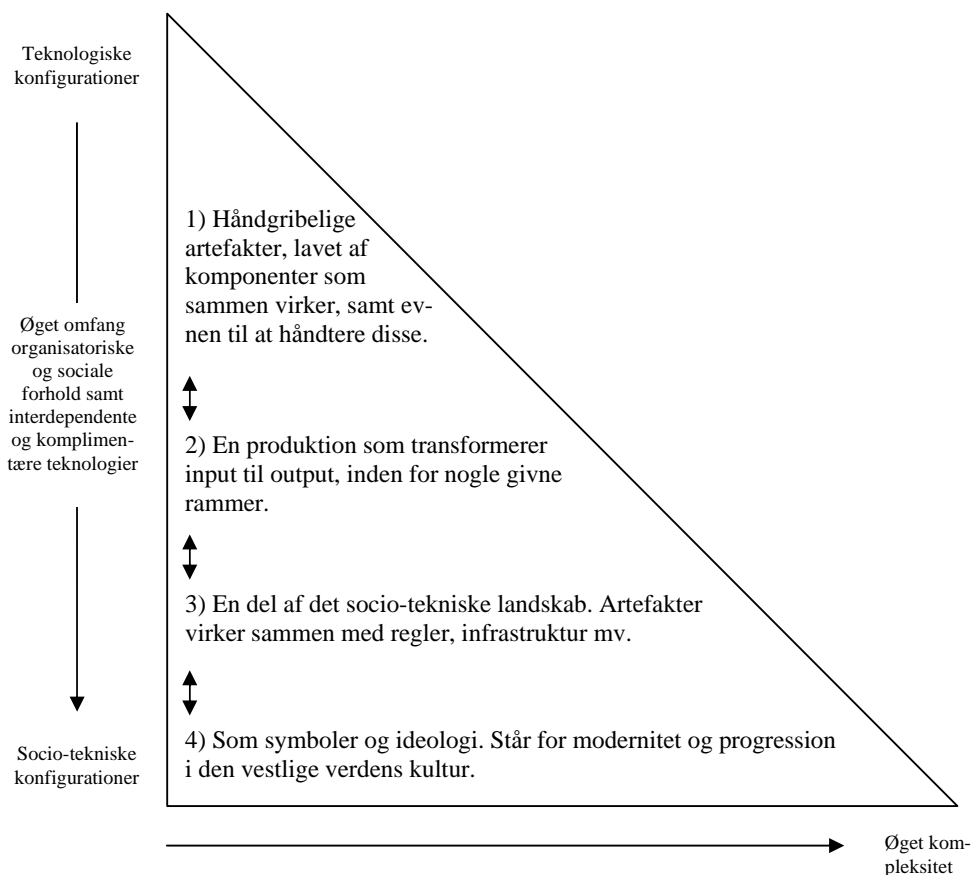 Teknologiske
konfigurationer
Øget omfang
organisatoriske
og sociale
forhold samt
interdependente
og komplimen-
tære teknologier
Socio-tekniske
konfigurationer
1) Håndgribelige
artefakter, lavet af
komponenter som
sammen virker, samt ev-
nen til at håndtere disse.
2) En produktion som transformerer
input til output, inden for nogle givne
rammer.
3) En del af det socio-tekniske landskab. Artefakter
virker sammen med regler, infrastruktur mv.
4) Som symboler og ideologi. Står for modernitet og progression
i den vestlige verdens kultur.
Øget kom-
pleksitet